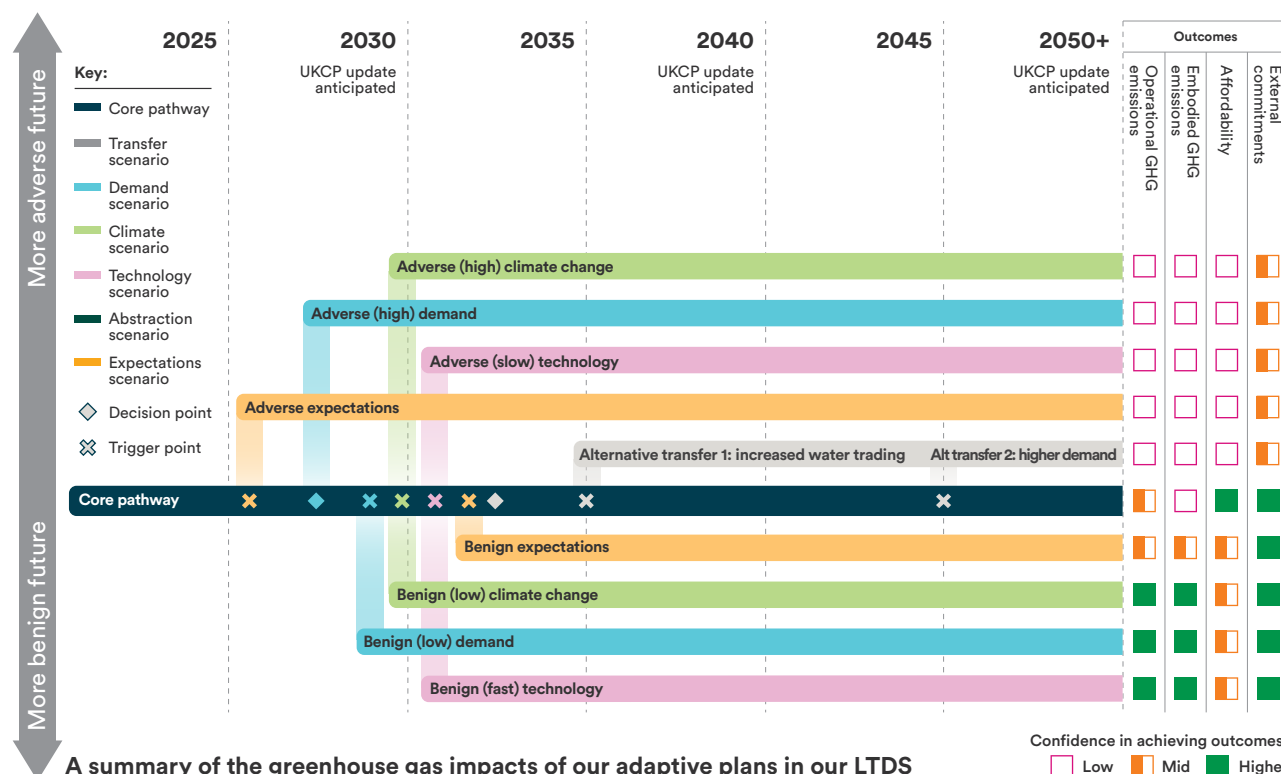 More adverse future
More benign future
2025
2030
2035
2040
2045
2050+
UKCP update
anticipated
UKCP update
anticipated
UKCP update
anticipated
Outcomes
Operational GHG
emissions
Embodied GHG
emissions
Affordability
External
commitments
Key:
Core pathway
Transfer
scenario
Demand
scenario
Climate
scenario
Technology
scenario
Abstraction
scenario
Expectations
scenario
Decision point
Trigger point
Adverse (high) climate change
Adverse (high) demand
Adverse (slow) technology
Adverse expectations
Alternative transfer 1: increased water trading
Alt transfer 2: higher demand
Core pathway
Benign expectations
Benign (low) climate change
Benign (low) demand
Benign (fast) technology
Confidence in achieving outcomes
Low
Mid
Highe
A summary of the greenhouse gas impacts of our adaptive plans in our LTDS